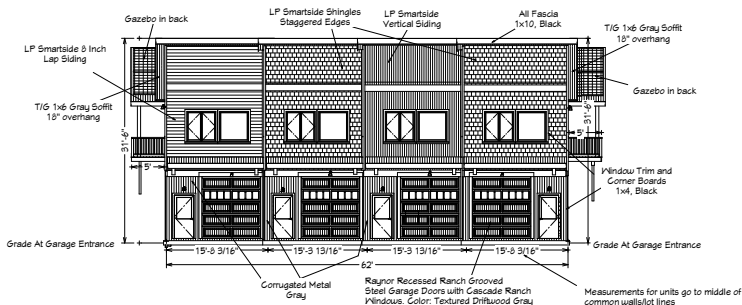 Gazebo in back
LP Smartside Shingles
Staggered Edges
LP Smartside
Vertical Siding
All Fascia
1x10, Black
T/G 1x6 Gray Soffit
18" overhang
LP Smartside 8 Inch
Lap Siding
Gazebo in back
T/G 1x6 Gray Soffit
18" overhang
31'-6"
31'-6"
5'
5'
Window Trim and
Corner Boards
1x4, Black
Grade At Garage Entrance
Grade At Garage Entrance
15'-8 3/16"
15'-3 13/16"
15'-3 13/16"
15'-8 3/16"
62'
Corrugated Metal
Gray
Raynor Recessed Ranch Grooved
Steel Garage Doors with Cascade Ranch
Windows. Color: Textured Driftwood Gray
Measurements for units go to middle of
common walls/lot lines